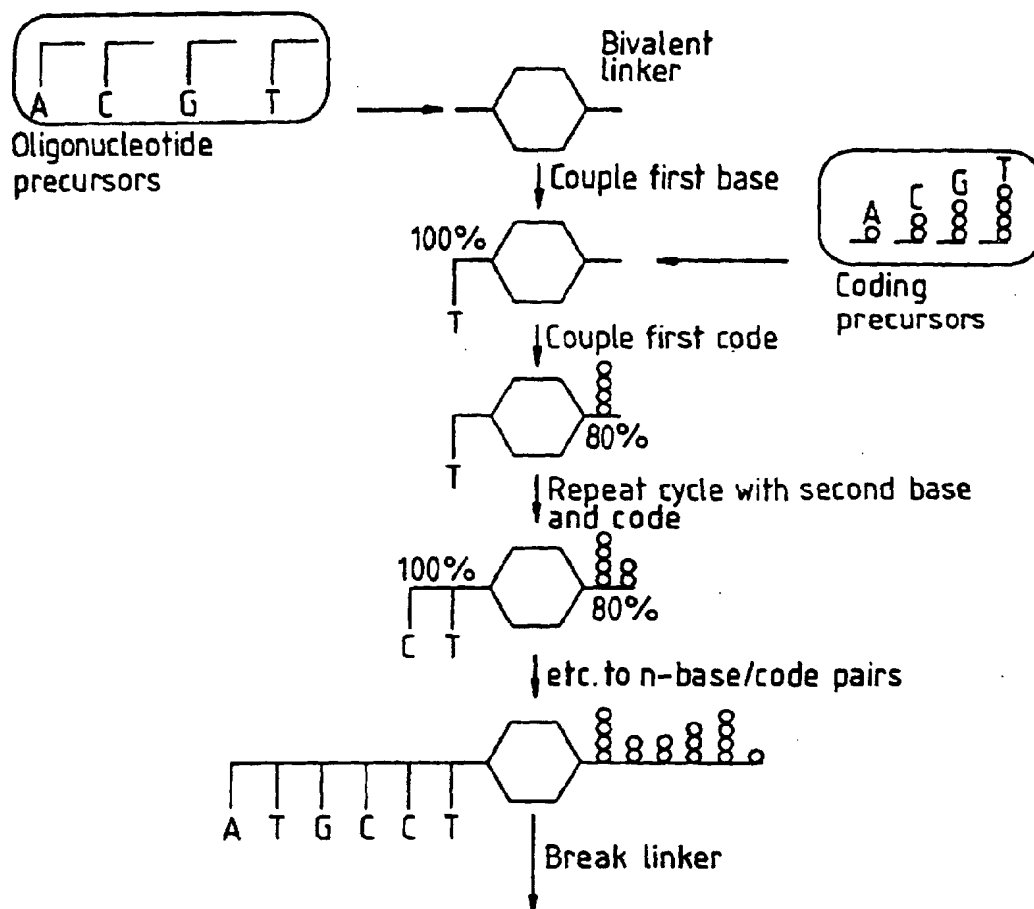 A C G T
Oligonucleotide
precursors
Bivalent
linker
Couple first base
A C G T
Coding
precursors
100%
T
Couple first code
T
80%
Repeat cycle with second base
and code
100%
C T
80%
etc. to n-base/code pairs
A T G C C T
Break linker